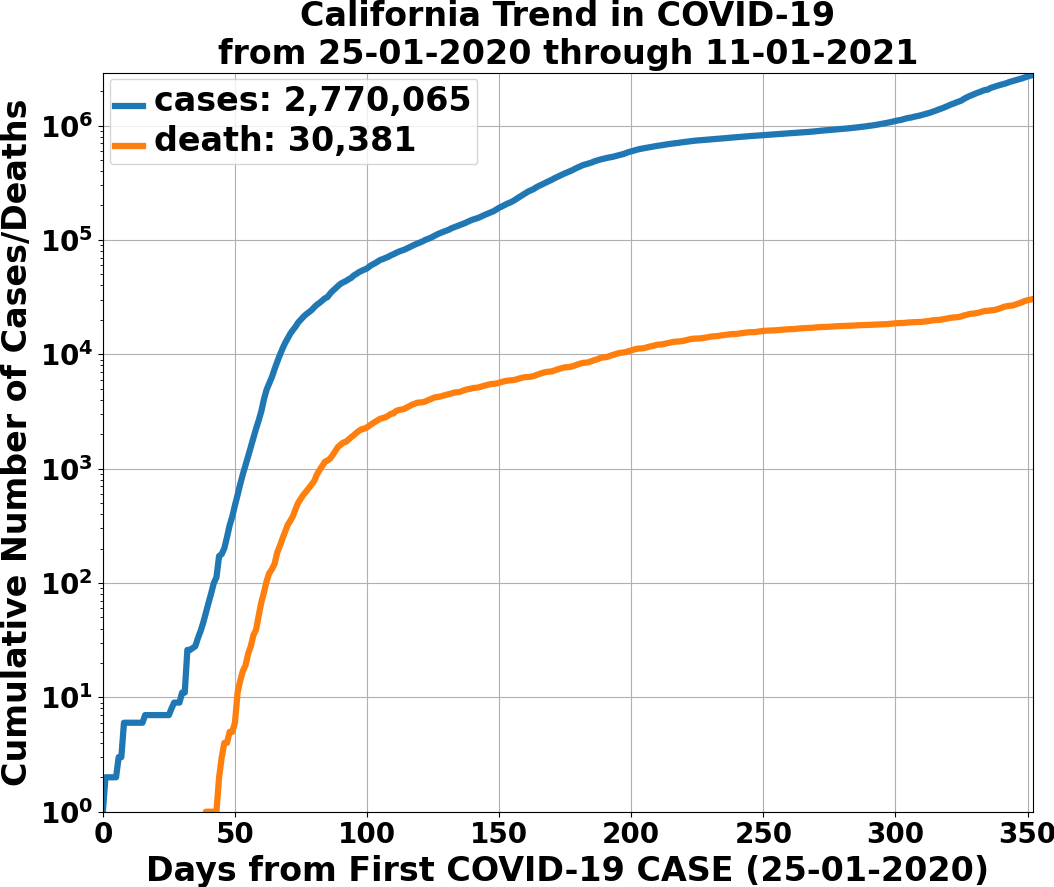 California Trend in COVID-19
from 25-01-2020 through 11-01-2021
cases: 2,770,065
death: 30,381
Cumulative Number of Cases/Deaths
10⁶
10⁵
10⁴
10³
10²
10¹
10⁰
0 50 100 150 200 250 300 350
Days from First COVID-19 CASE (25-01-2020)